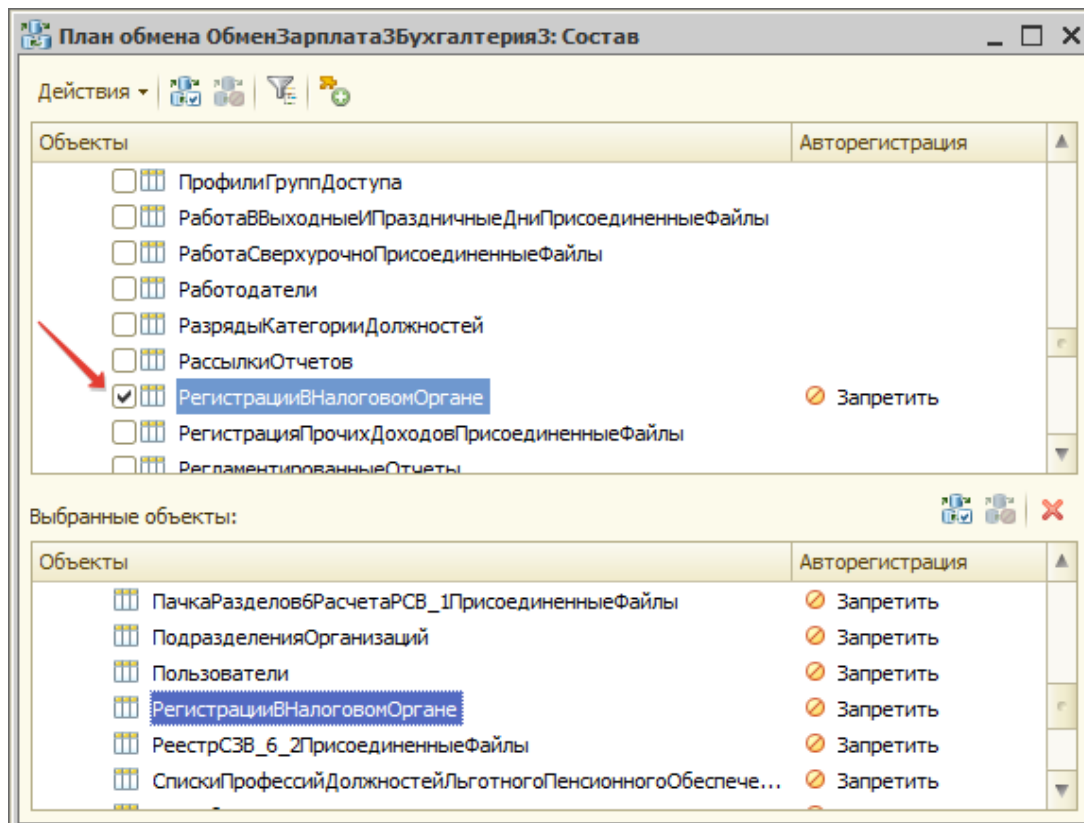 План обмена ОбменЗарплата3Бухгалтерия3: Состав
Действия
Объекты Авторегистрация
ПрофилиГруппДоступа
РаботаВВыходныеИПраздничныеДниПрисоединенныеФайлы
РаботаСверхурочноПрисоединенныеФайлы
Работодатели
РазрядыКатегорииДолжностей
РассылкиОтчетов
РегистрацииВНалоговомОргане Запретить
РегистрацияПрочихДоходовПрисоединенныеФайлы
РегламентированныеОтчеты
Выбранные объекты:
Объекты Авторегистрация
ПачкаРазделов6РасчетаРСВ_1ПрисоединенныеФайлы Запретить
ПодразделенияОрганизаций Запретить
Пользователи Запретить
РегистрацииВНалоговомОргане Запретить
РеестрСЗВ_6_2ПрисоединенныеФайлы Запретить
СпискиПрофессийДолжностейЛьготногоПенсионногоОбеспече... Запретить